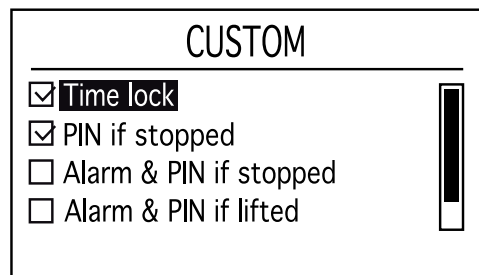 CUSTOM
Time lock
PIN if stopped
Alarm & PIN if stopped
Alarm & PIN if lifted